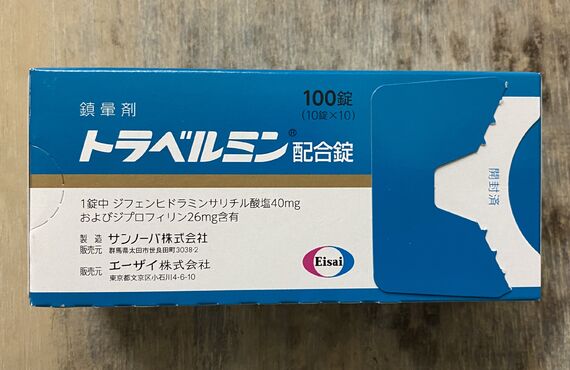 鎮暈剤
100錠
(10錠×10)
トラベルミン® 配合錠
開封済
1錠中 ジフェンヒドラミンサリチル酸塩40mg
およびジプロフィリン26mg含有
製造販売元 サンノーバ株式会社
群馬県太田市世良田町3038-2
販売元 エーザイ株式会社
東京都文京区小石川4-6-10
Eisai